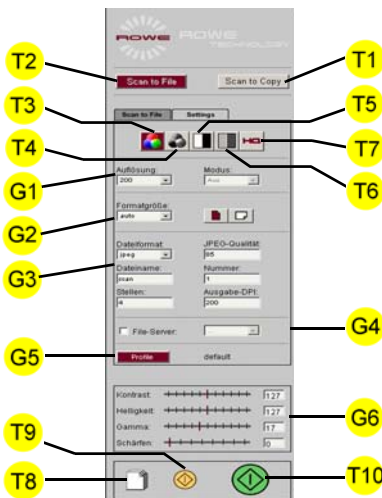 ROWE ROWE
TECHNOLOGY
T2 T1
Scan to File Scan to Copy
T3 T5
Scan to File Settings
T4 HQ T7
G1 Auflösung: Modus: T6
200 Aus
G2 Formatgröße:
auto
G3 Dateiformat: JPEG-Qualität:
jpeg 85
Dateiname: Nummer:
scan 1
Stellen: Ausgabe-DPI:
4 200
File-Server: ... G4
G5 Profile default
Kontrast: 127
Helligkeit: 127 G6
Gamma: 17
Schärfen: 0
T9
T8 T10